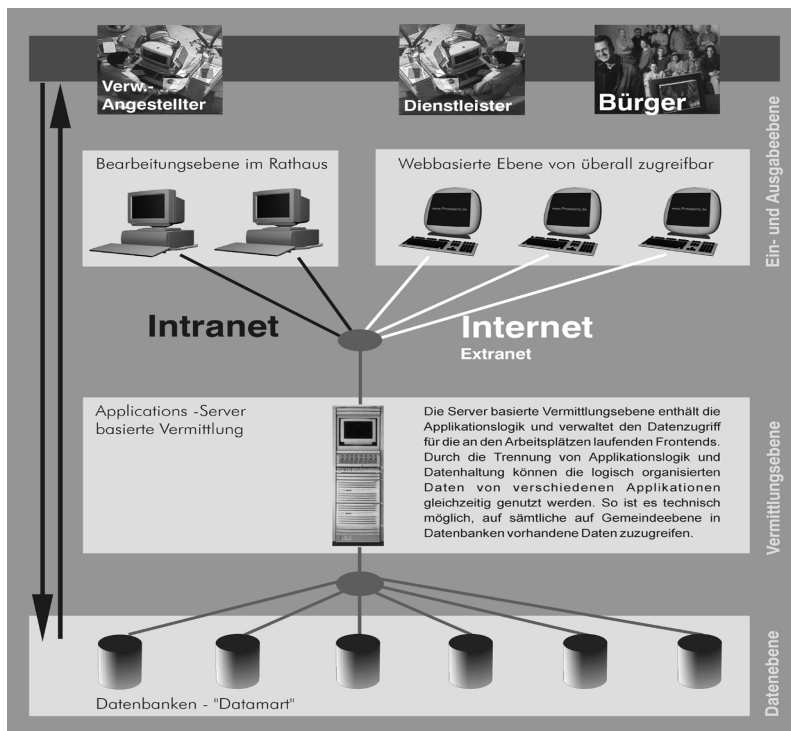 Verw.-
Angestellter
Dienstleister
Bürger
Bearbeitungsebene im Rathaus
Webbasierte Ebene von überall zugreifbar
Ein- und Ausgabeebene
Intranet
Internet
Extranet
Applications -Server
basierte Vermittlung
Die Server basierte Vermittlungsebene enthält die
Applikationslogik und verwaltet den Datenzugriff
für die an den Arbeitsplätzen laufenden Frontends.
Durch die Trennung von Applikationslogik und
Datenhaltung können die logisch organisierten
Daten von verschiedenen Applikationen
gleichzeitig genutzt werden. So ist es technisch
möglich, auf sämtliche auf Gemeindeebene in
Datenbanken vorhandene Daten zuzugreifen.
Vermittlungsebene
Datenbanken - "Datamart"
Datenebene